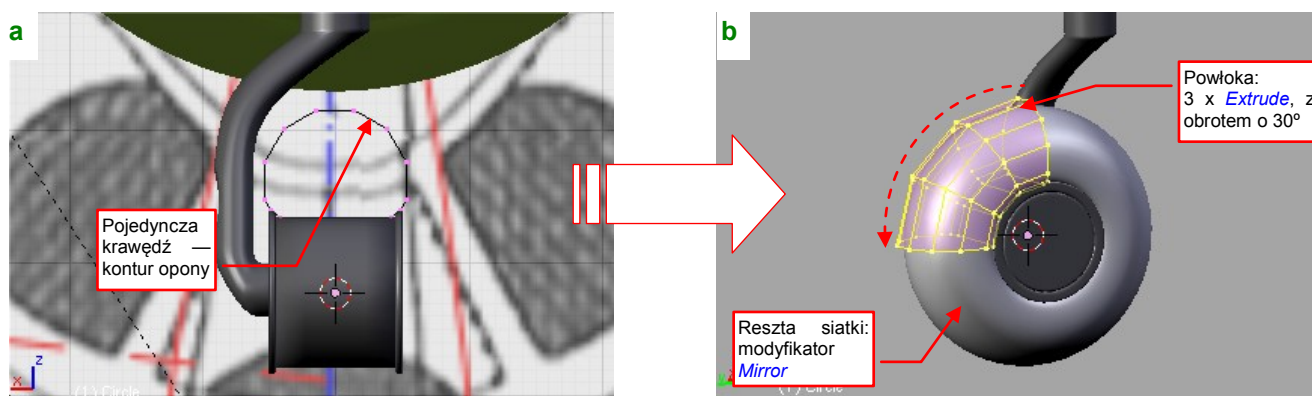 a
Pojedyncza
krawędź —
kontur opony
z
x
(1) Circle
b
Powłoka:
3 x Extrude, z
obrotem o 30º
Reszta siatki:
modyfikator
Mirror
(1) Circle